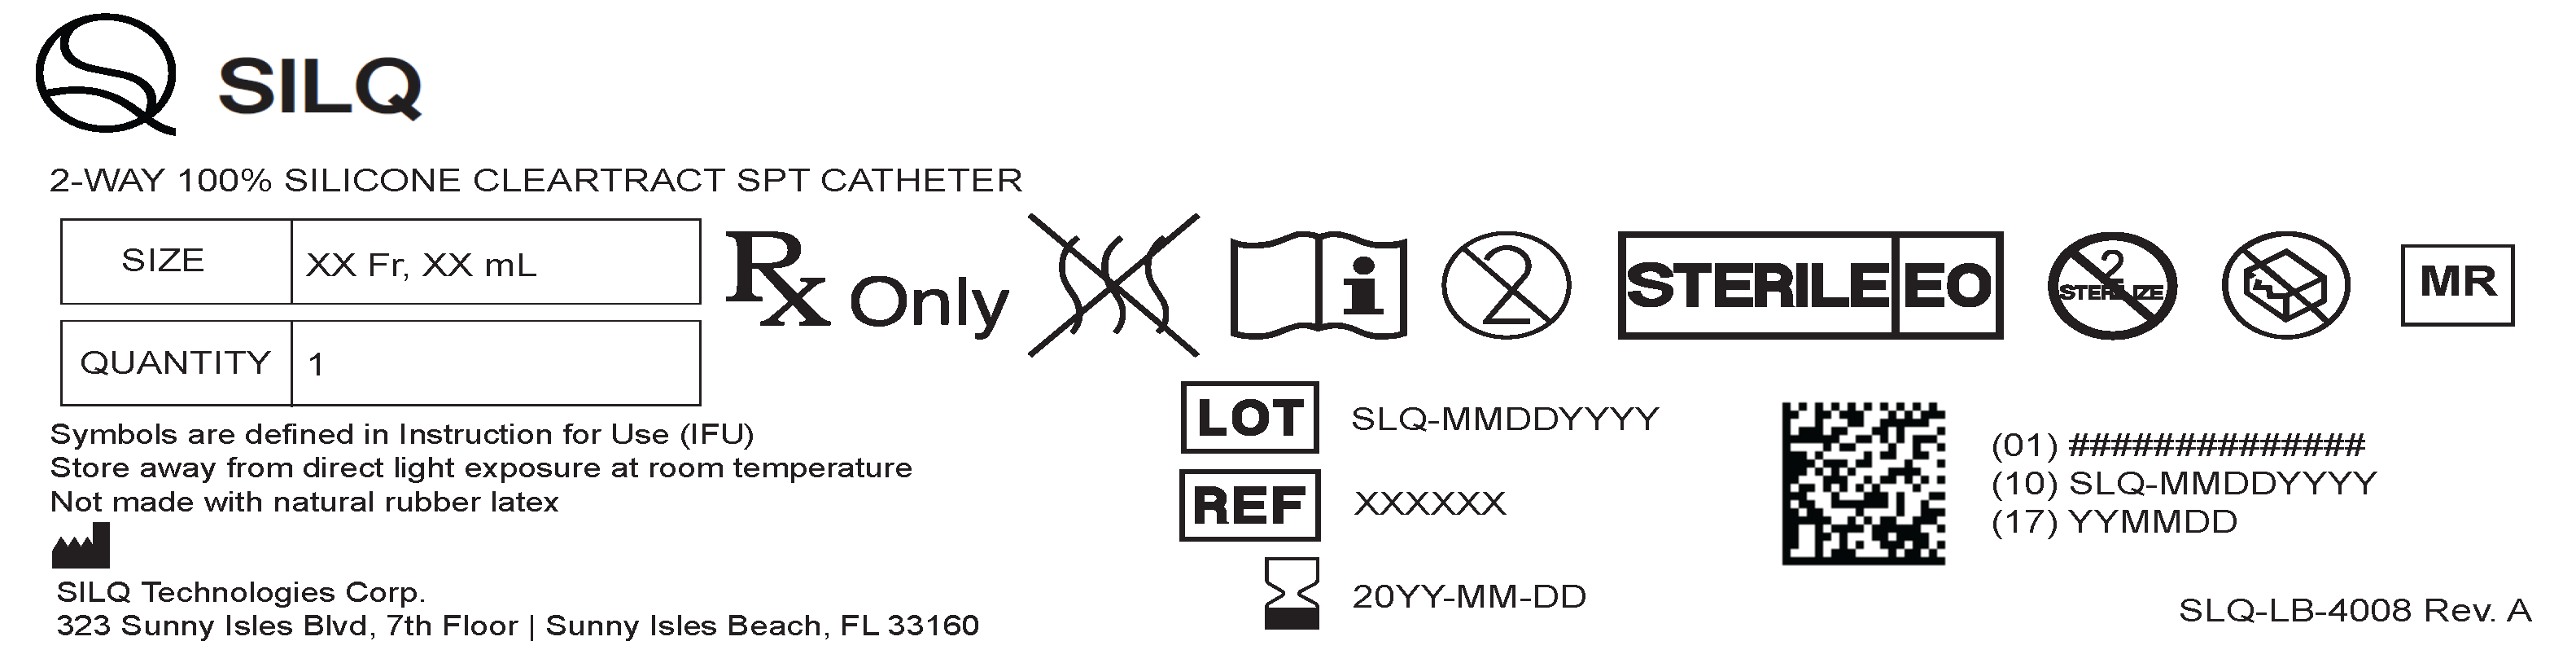 SILQ
2-WAY 100% SILICONE CLEARTRACT SPT CATHETER
SIZE XX Fr, XX mL
QUANTITY 1
Rx Only
i
2
STERILE EO
2
STERILIZE
MR
Symbols are defined in Instruction for Use (IFU)
Store away from direct light exposure at room temperature
Not made with natural rubber latex
SILQ Technologies Corp.
323 Sunny Isles Blvd, 7th Floor | Sunny Isles Beach, FL 33160
LOT SLQ-MMDDYYYY
REF XXXXXX
20YY-MM-DD
(01) ##############
(10) SLQ-MMDDYYYY
(17) YYMMDD
SLQ-LB-4008 Rev. A